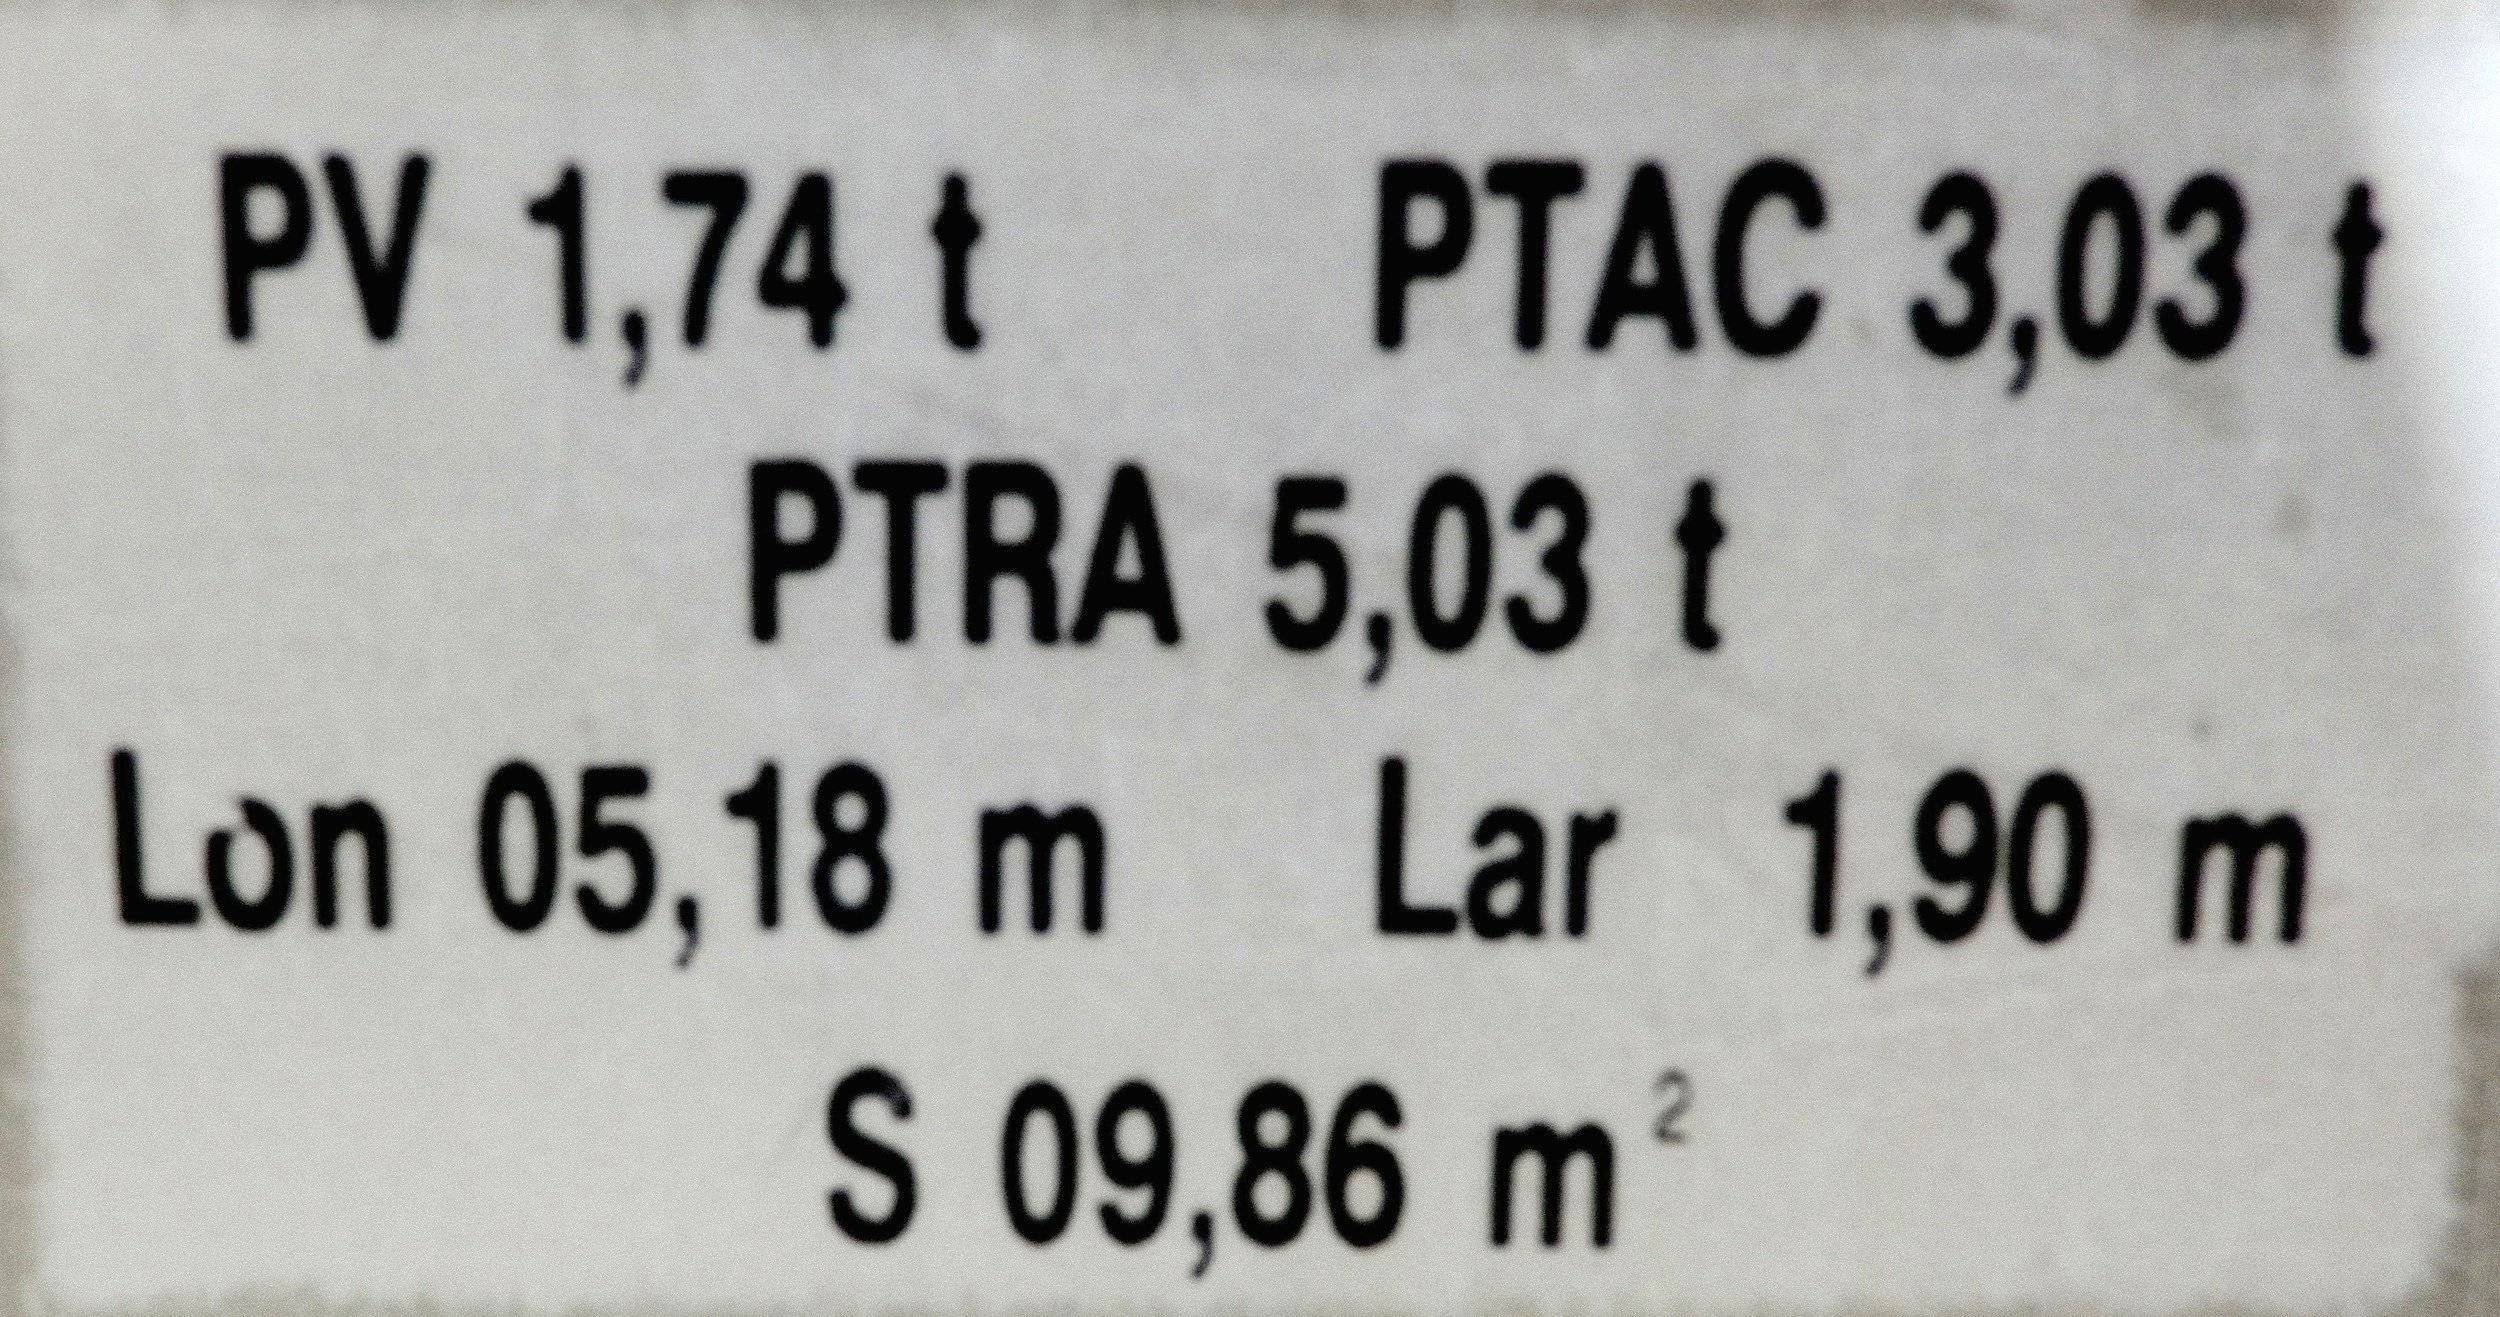 PV 1,74 t PTAC 3,03 t
PTRA 5,03 t
Lon 05,18 m Lar 1,90 m
S 09,86 m²